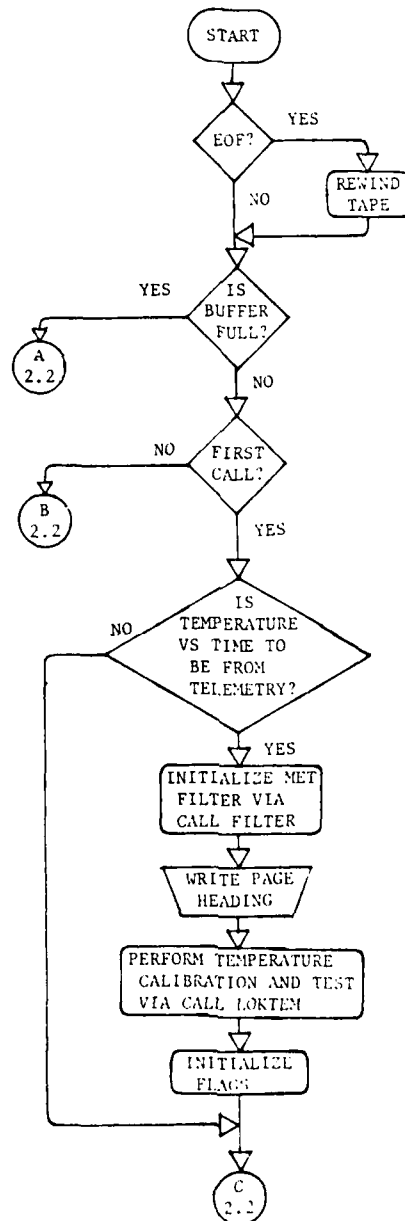 START
YES
EOF?
REWIND
TAPE
NO
YES
IS
BUFFER
FULL?
A
2.2
NO
NO
FIRST
CALL?
B
2.2
YES
IS
NO
TEMPERATURE
VS TIME TO
BE FROM
TELEMETRY?
YES
INITIALIZE MET
FILTER VIA
CALL FILTER
WRITE PAGE
HEADING
PERFORM TEMPERATURE
CALIBRATION AND TEST
VIA CALL LOKTEM
INITIALIZE
FLAGS
C
2.2